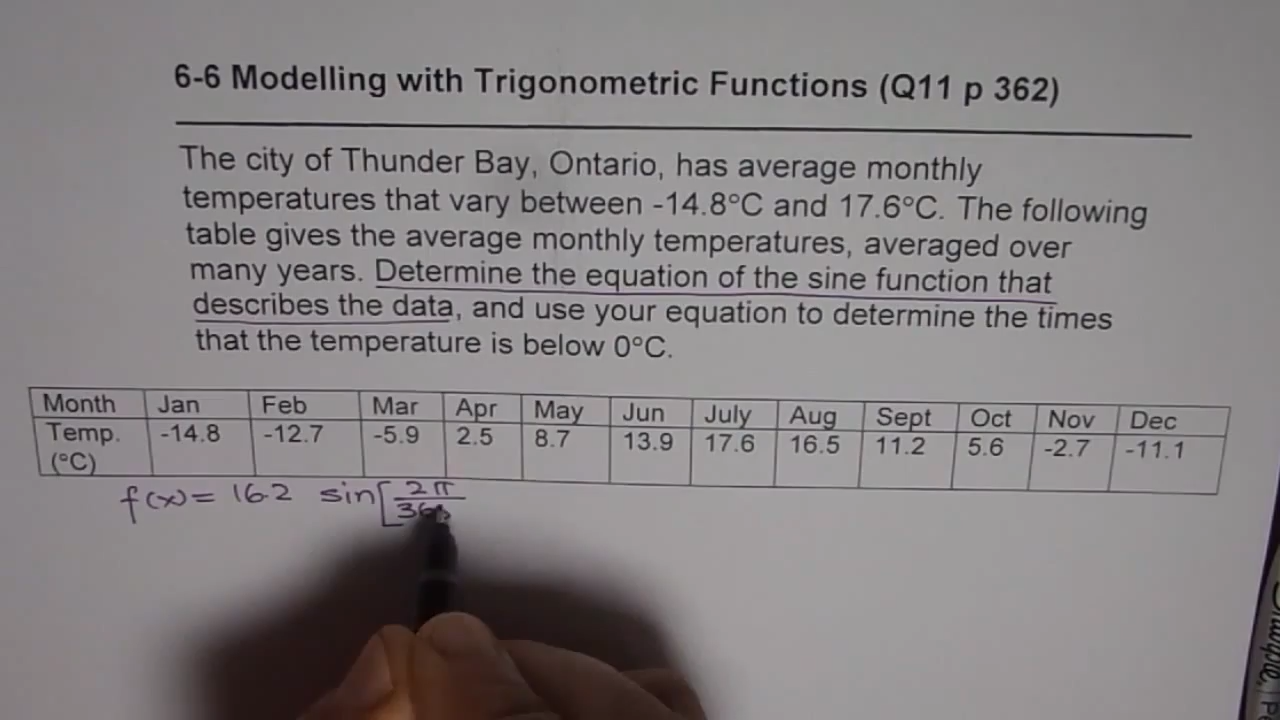 6-6 Modelling with Trigonometric Functions (Q11 p 362)
The city of Thunder Bay, Ontario, has average monthly
temperatures that vary between -14.8°C and 17.6°C. The following
table gives the average monthly temperatures, averaged over
many years. Determine the equation of the sine function that
describes the data, and use your equation to determine the times
that the temperature is below 0°C.
Month Jan Feb Mar Apr May Jun July Aug Sept Oct Nov Dec
Temp. (°C) -14.8 -12.7 -5.9 2.5 8.7 13.9 17.6 16.5 11.2 5.6 -2.7 -11.1
f(x) = 16.2 sin[2π